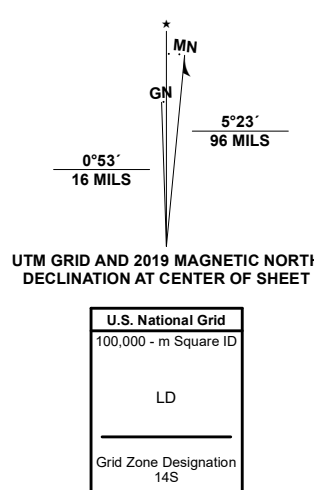 ★
MN
GN
5°23´
96 MILS
0°53´
16 MILS
UTM GRID AND 2019 MAGNETIC NORTH
DECLINATION AT CENTER OF SHEET
U.S. National Grid
100,000 - m Square ID
LD
Grid Zone Designation
14S